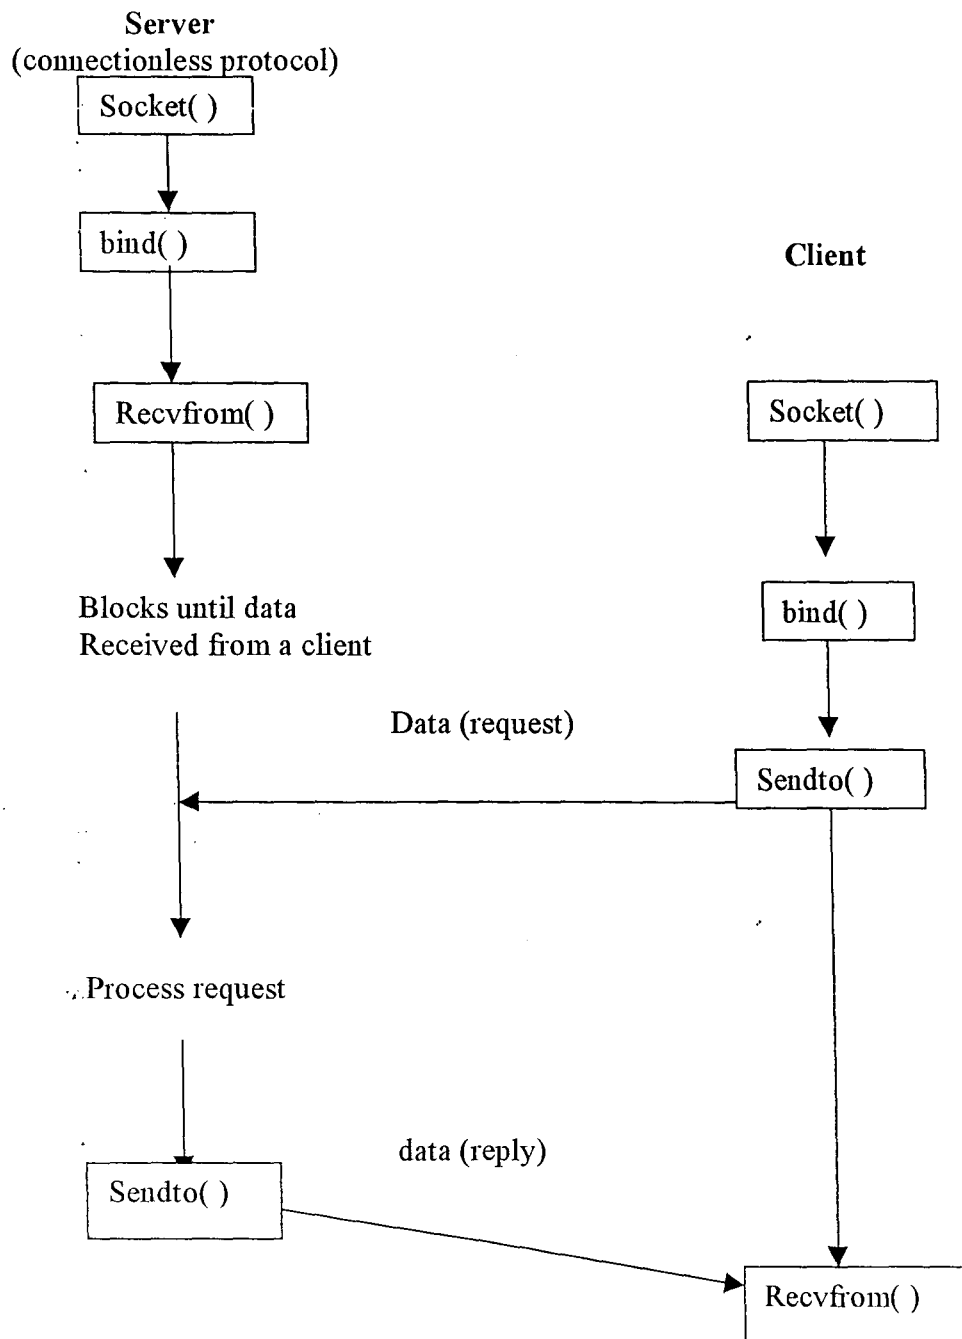 Server
(connectionless protocol)
Socket( )
bind( )
Client
Recvfrom( )
Socket( )
Blocks until data
Received from a client
bind( )
Data (request)
Sendto( )
Process request
data (reply)
Sendto( )
Recvfrom( )